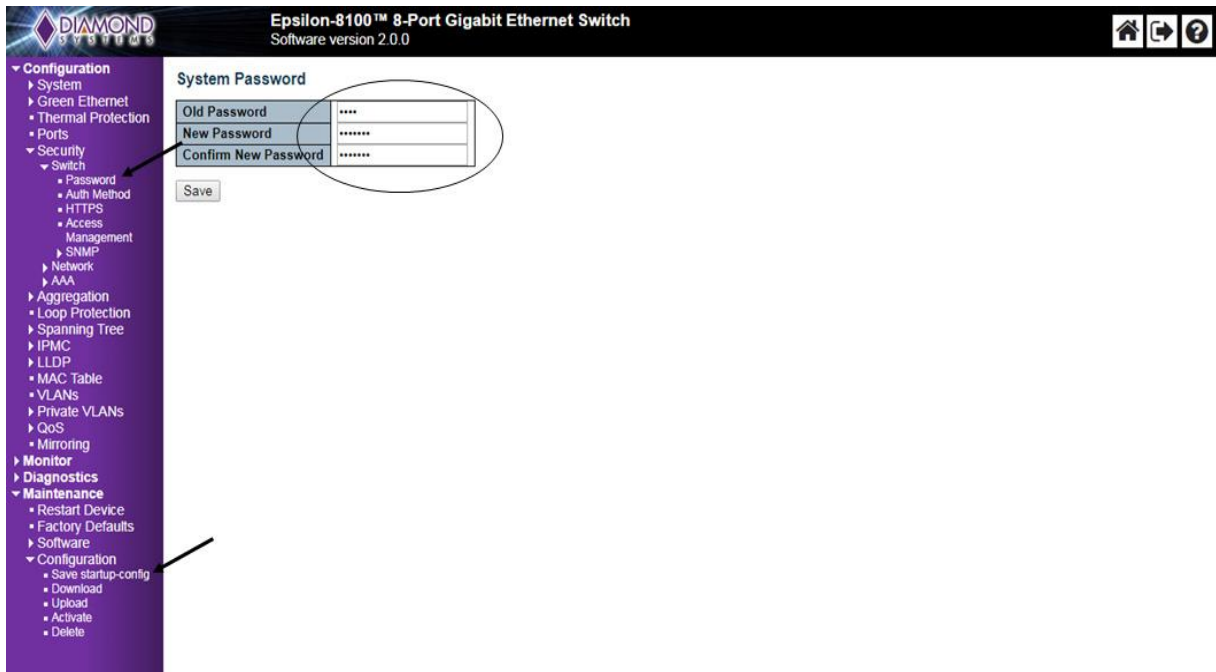 DIAMOND
SYSTEMS
Epsilon-8100™ 8-Port Gigabit Ethernet Switch
Software version 2.0.0
Configuration
System
Green Ethernet
Thermal Protection
Ports
Security
Switch
Password
Auth Method
HTTPS
Access
Management
SNMP
Network
AAA
Aggregation
Loop Protection
Spanning Tree
IPMC
LLDP
MAC Table
VLANs
Private VLANs
QoS
Mirroring
Monitor
Diagnostics
Maintenance
Restart Device
Factory Defaults
Software
Configuration
Save startup-config
Download
Upload
Activate
Delete
System Password
Old Password ••••
New Password •••••••
Confirm New Password •••••••
Save